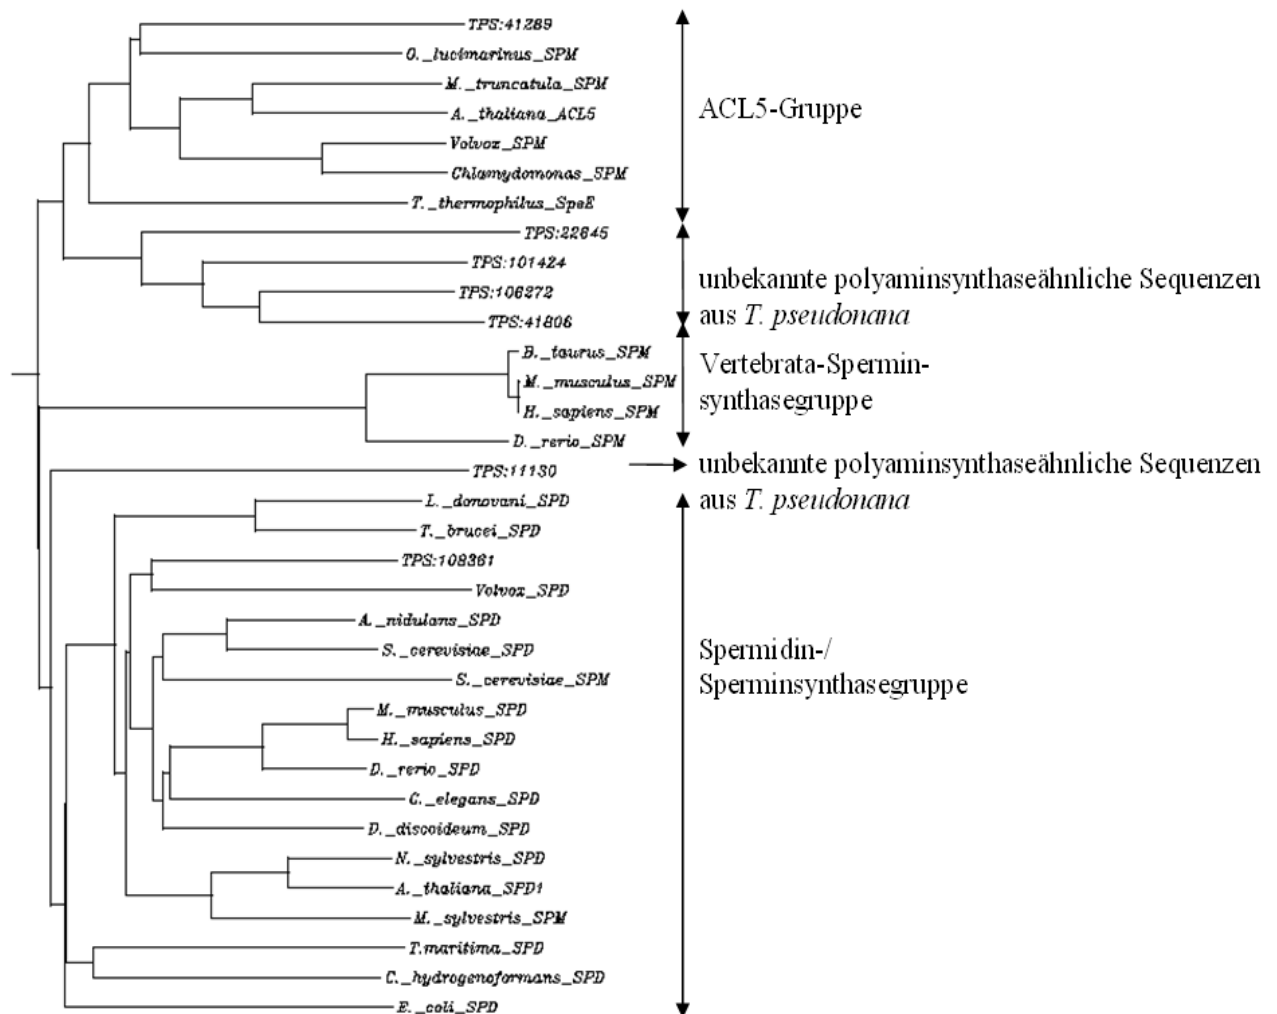 TPS:41289
O._lucimarinus_SPM
M._truncatula_SPM
A._thaliana_ACL5
Volvox_SPM
Chlamydomonas_SPM
T._thermophilus_SpeE
ACL5-Gruppe
TPS:22645
TPS:101424
TPS:106272
TPS:41806
unbekannte polyaminsynthaseähnliche Sequenzen
aus T. pseudonana
B._taurus_SPM
M._musculus_SPM
H._sapiens_SPM
D._rerio_SPM
Vertebrata-Spermin-
synthasegruppe
TPS:11130
unbekannte polyaminsynthaseähnliche Sequenzen
aus T. pseudonana
L._donovani_SPD
T._brucei_SPD
TPS:108361
Volvox_SPD
A._nidulans_SPD
S._cerevisiae_SPD
S._cerevisiae_SPM
M._musculus_SPD
H._sapiens_SPD
D._rerio_SPD
C._elegans_SPD
D._discoideum_SPD
N._sylvestris_SPD
A._thaliana_SPD1
M._sylvestris_SPM
T.maritima_SPD
C._hydrogenoformans_SPD
E._coli_SPD
Spermidin-/
Sperminsynthasegruppe